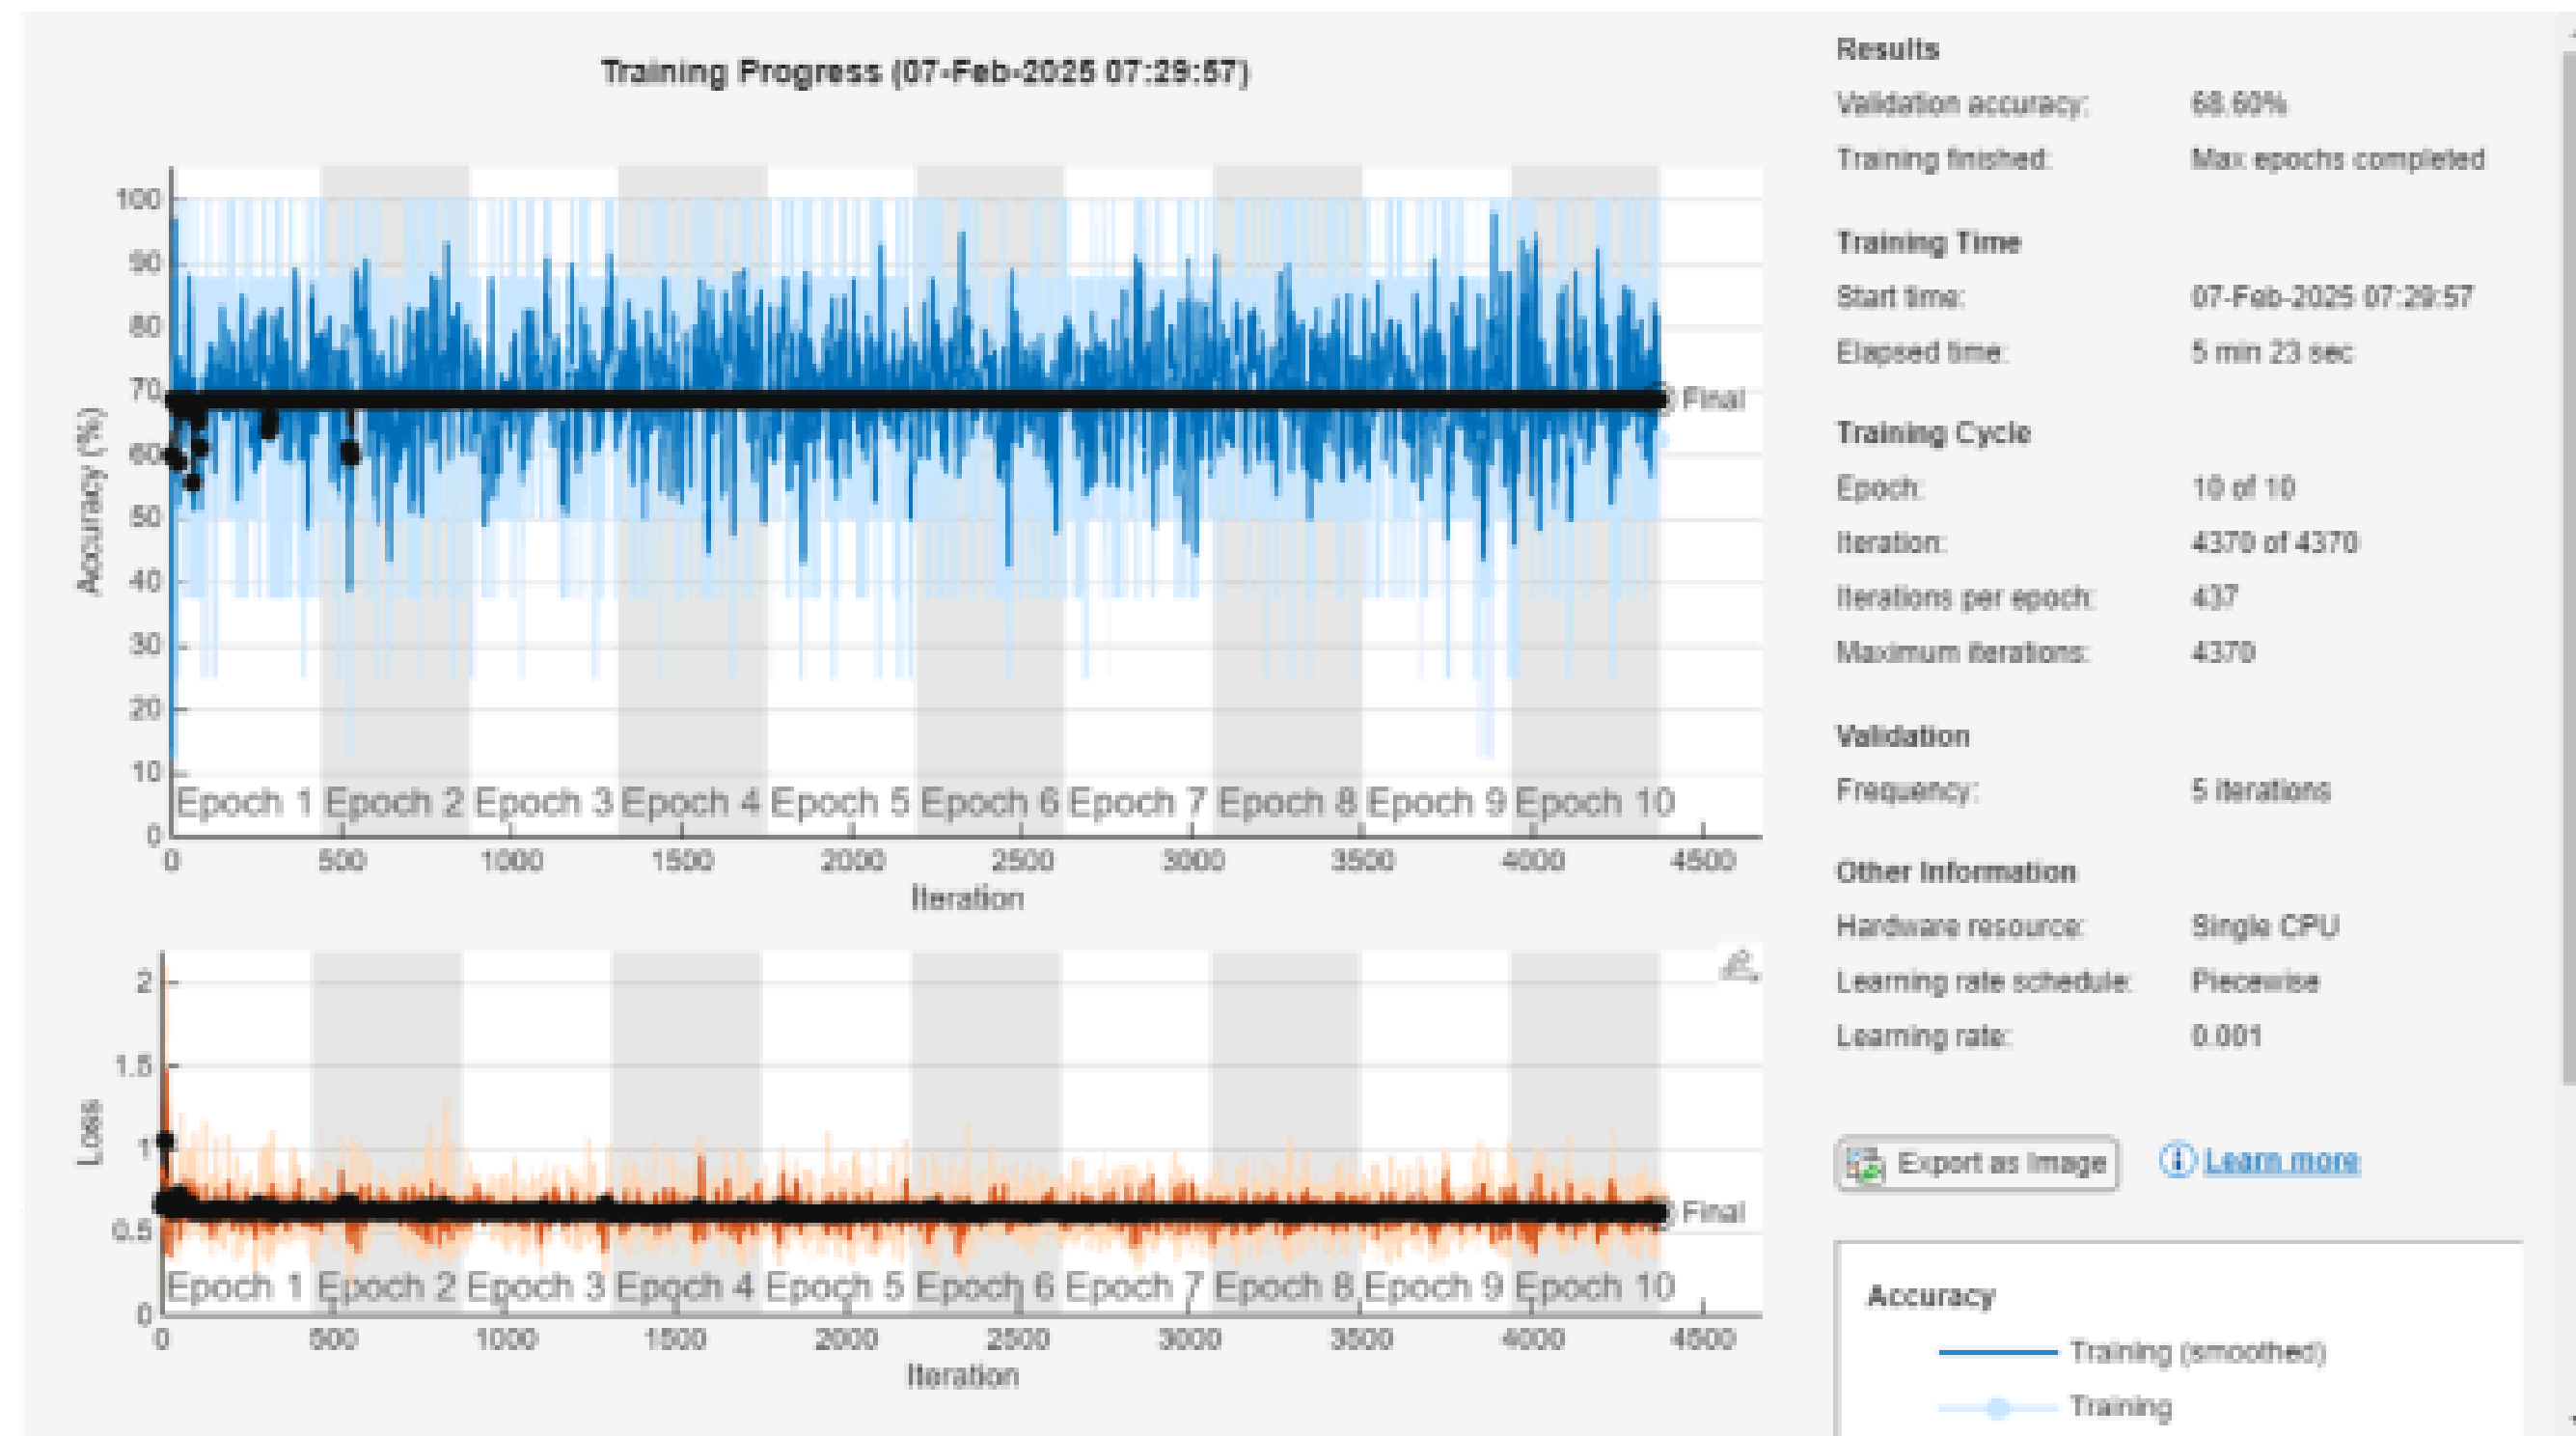 Training Progress (07-Feb-2025 07:29:57)
Accuracy (%)
100
90
80
70
60
50
40
30
20
10
0
Final
Epoch 1 Epoch 2 Epoch 3 Epoch 4 Epoch 5 Epoch 6 Epoch 7 Epoch 8 Epoch 9 Epoch 10
0 500 1000 1500 2000 2500 3000 3500 4000 4500
Iteration
Loss
2
1.5
1
0.5
0
Final
Epoch 1 Epoch 2 Epoch 3 Epoch 4 Epoch 5 Epoch 6 Epoch 7 Epoch 8 Epoch 9 Epoch 10
0 500 1000 1500 2000 2500 3000 3500 4000 4500
Iteration
Results
Validation accuracy: 68.60%
Training finished: Max epochs completed
Training Time
Start time: 07-Feb-2025 07:29:57
Elapsed time: 5 min 23 sec
Training Cycle
Epoch: 10 of 10
Iteration: 4370 of 4370
Iterations per epoch: 437
Maximum iterations: 4370
Validation
Frequency: 5 iterations
Other Information
Hardware resource: Single CPU
Learning rate schedule: Piecewise
Learning rate: 0.001
Export as Image
Learn more
Accuracy
Training (smoothed)
Training